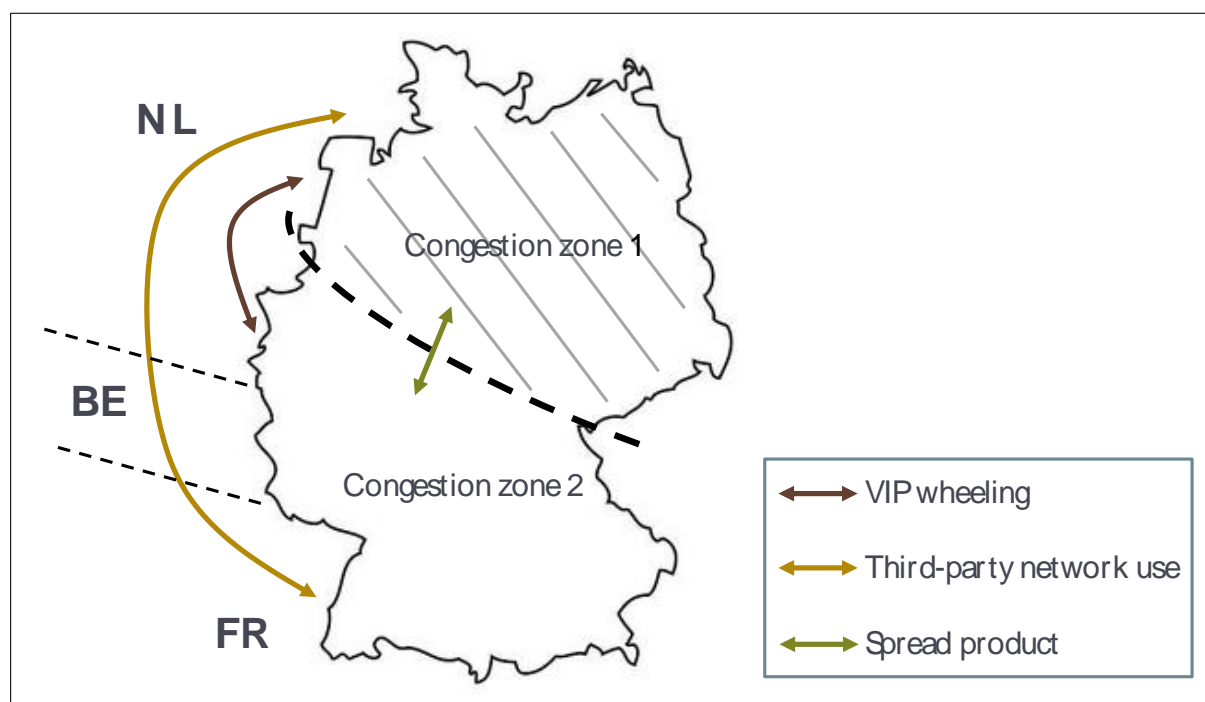 NL
Congestion zone 1
BE
Congestion zone 2
FR
VIP wheeling
Third-party network use
Spread product